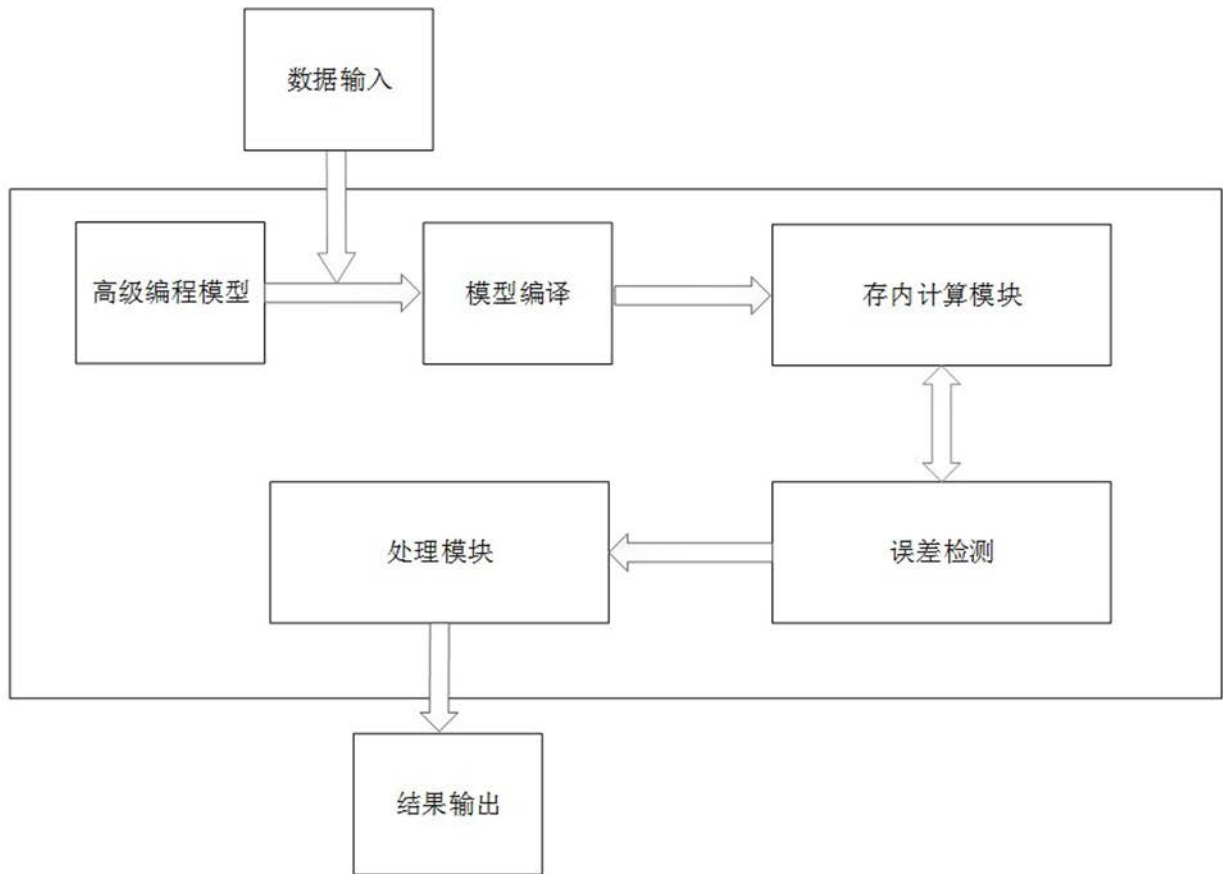 数据输入
高级编程模型
模型编译
存内计算模块
处理模块
误差检测
结果输出